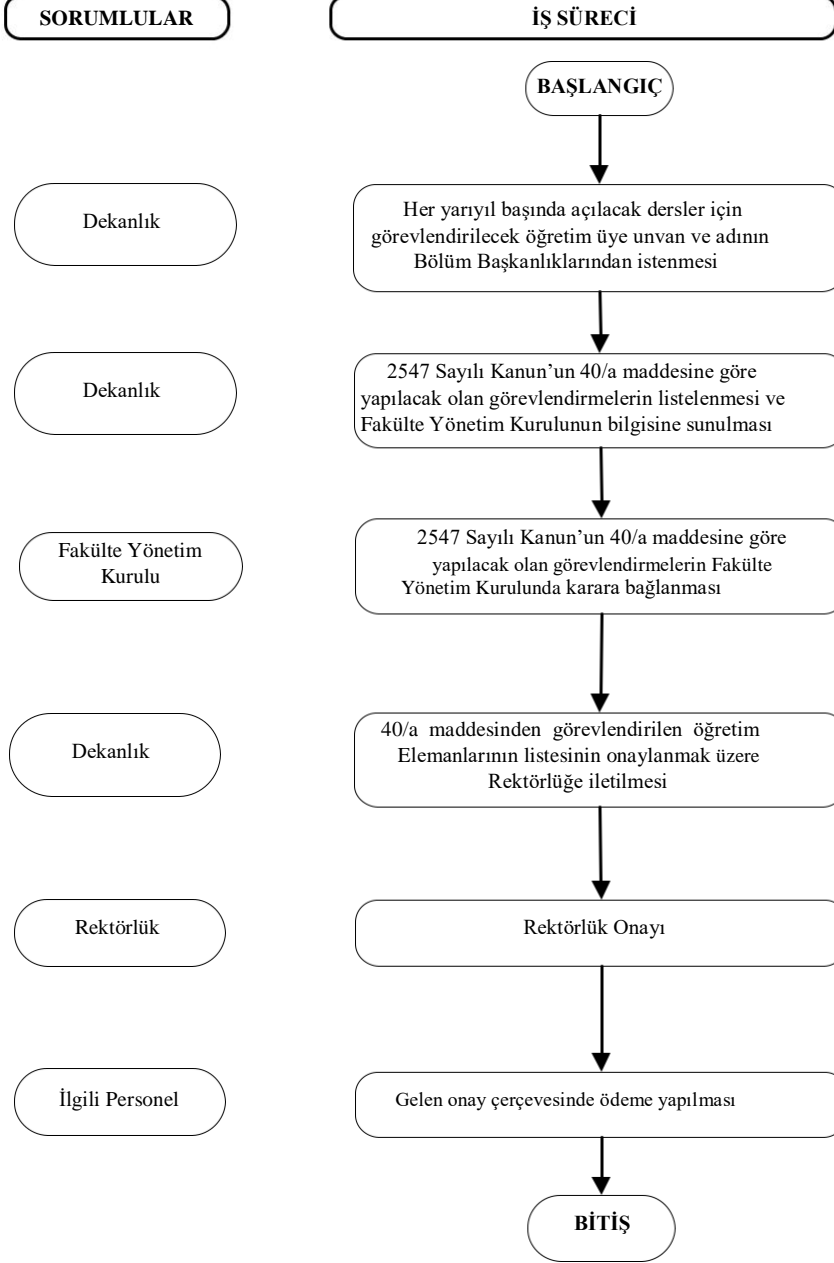 SORUMLULAR
İŞ SÜRECİ
BAŞLANGIÇ
Dekanlık
Her yarıyıl başında açılacak dersler için
görevlendirilecek öğretim üye unvan ve adının
Bölüm Başkanlıklarından istenmesi
Dekanlık
2547 Sayılı Kanun’un 40/a maddesine göre
yapılacak olan görevlendirmelerin listelenmesi ve
Fakülte Yönetim Kurulunun bilgisine sunulması
Fakülte Yönetim
Kurulu
2547 Sayılı Kanun’un 40/a maddesine göre
yapılacak olan görevlendirmelerin Fakülte
Yönetim Kurulunda karara bağlanması
Dekanlık
40/a maddesinden görevlendirilen öğretim
Elemanlarının listesinin onaylanmak üzere
Rektörlüğe iletilmesi
Rektörlük
Rektörlük Onayı
İlgili Personel
Gelen onay çerçevesinde ödeme yapılması
BİTİŞ